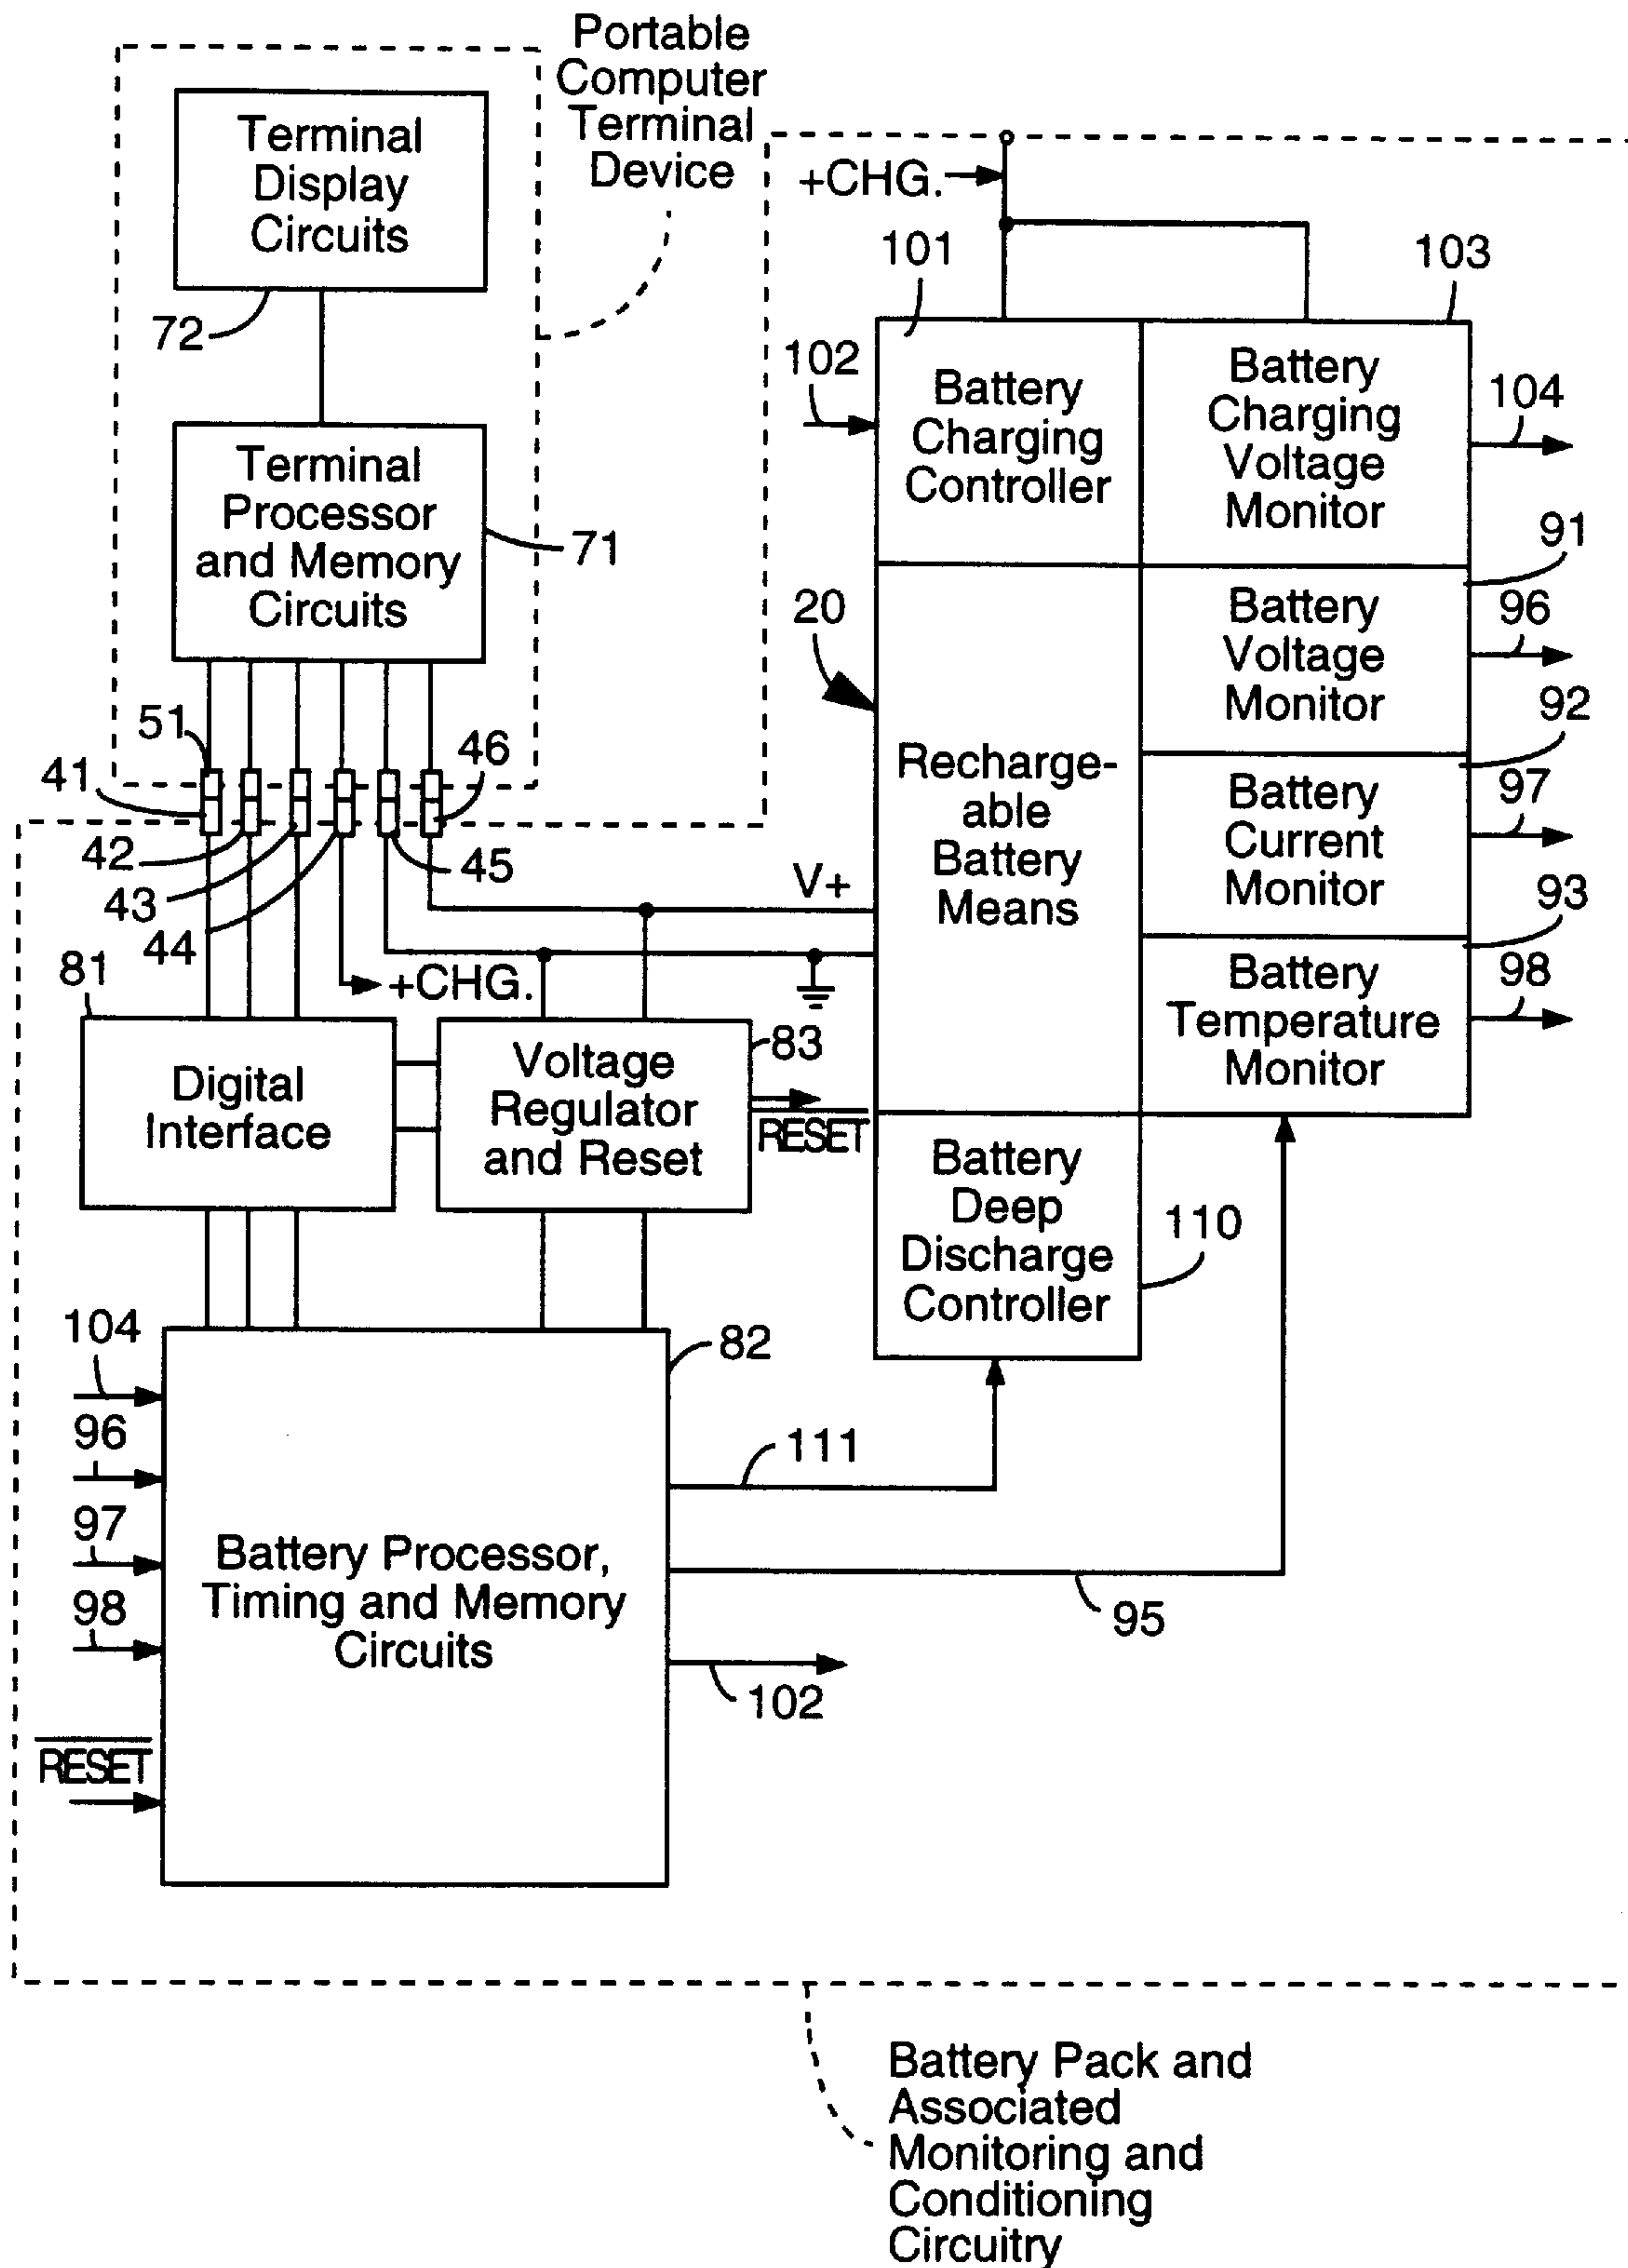 Portable
Computer
Terminal
Device
Terminal
Display
Circuits
72
Terminal
Processor
and Memory
Circuits
71
51
41
42
43
44
45
46
+CHG.
+CHG.
101
103
102
Battery
Charging
Controller
Battery
Charging
Voltage
Monitor
104
91
20
Battery
Voltage
Monitor
96
92
Recharge-
able
Battery
Means
Battery
Current
Monitor
97
93
V+
Battery
Temperature
Monitor
98
81
Digital
Interface
Voltage
Regulator
and Reset
83
RESET
Battery
Deep
Discharge
Controller
110
104
96
97
98
RESET
82
Battery Processor,
Timing and Memory
Circuits
111
95
102
Battery Pack and
Associated
Monitoring and
Conditioning
Circuitry